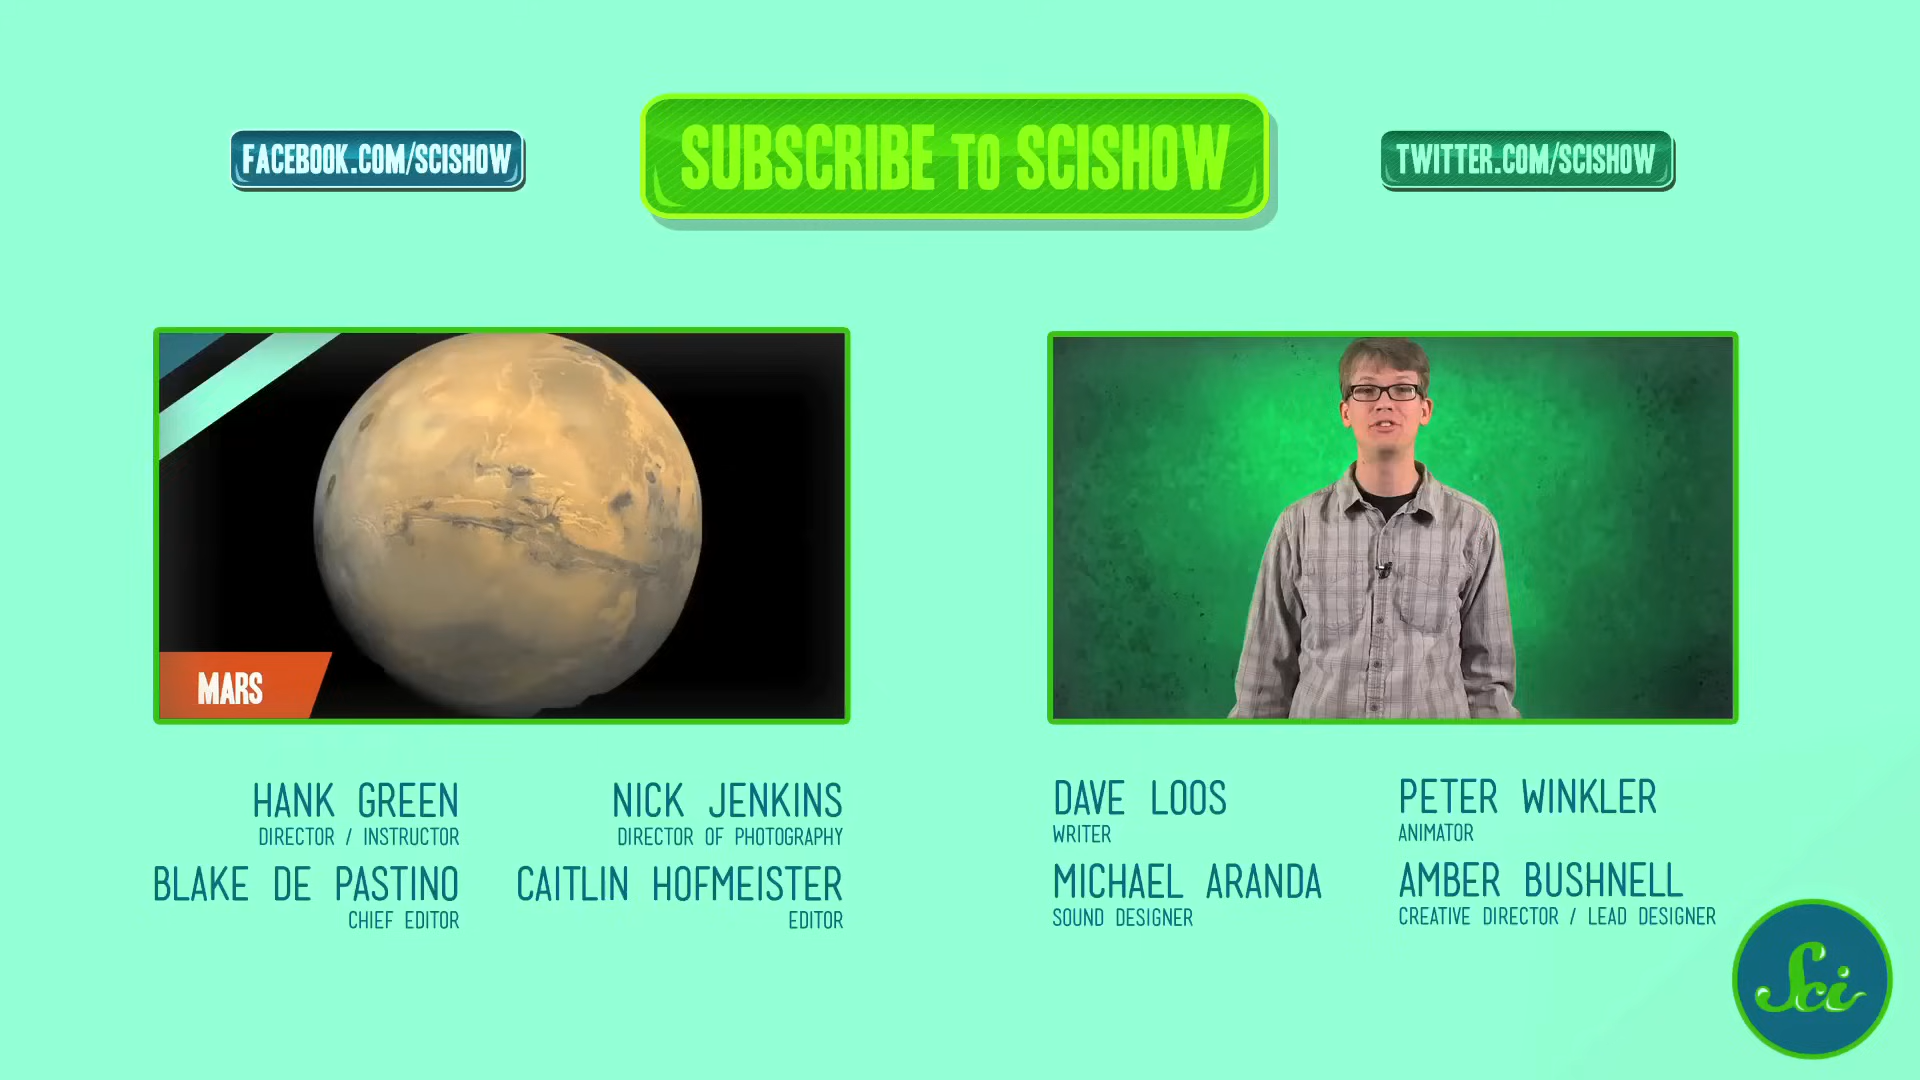 FACEBOOK.COM/SCISHOW
SUBSCRIBE TO SCISHOW
TWITTER.COM/SCISHOW
MARS
HANK GREEN
DIRECTOR / INSTRUCTOR
NICK JENKINS
DIRECTOR OF PHOTOGRAPHY
BLAKE DE PASTINO
CHIEF EDITOR
CAITLIN HOFMEISTER
EDITOR
DAVE LOOS
WRITER
PETER WINKLER
ANIMATOR
MICHAEL ARANDA
SOUND DESIGNER
AMBER BUSHNELL
CREATIVE DIRECTOR / LEAD DESIGNER
Sci